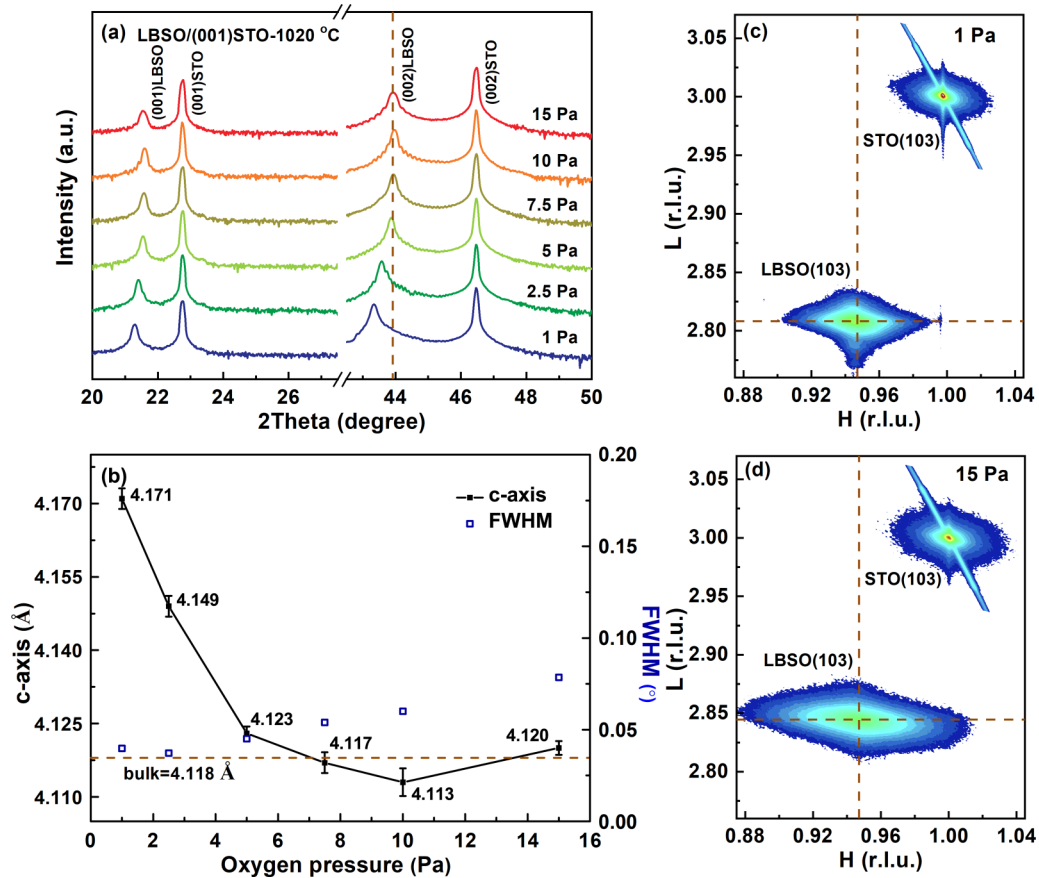 (a) LBSO/(001)STO-1020 °C
(001)LBSO
(001)STO
(002)LBSO
(002)STO
15 Pa
10 Pa
7.5 Pa
5 Pa
2.5 Pa
1 Pa
Intensity (a.u.)
20 22 24 26 44 46 48 50
2Theta (degree)
(b)
c-axis
FWHM
4.171
4.149
4.123
4.117
4.113
4.120
bulk=4.118 Å
4.170
4.155
4.140
4.125
4.110
c-axis (Å)
0.20
0.15
0.10
0.05
0.00
FWHM (°)
0 2 4 6 8 10 12 14 16
Oxygen pressure (Pa)
(c)
1 Pa
STO(103)
LBSO(103)
3.05
3.00
2.95
2.90
2.85
2.80
L (r.l.u.)
0.88 0.92 0.96 1.00 1.04
H (r.l.u.)
(d)
15 Pa
STO(103)
LBSO(103)
3.05
3.00
2.95
2.90
2.85
2.80
L (r.l.u.)
0.88 0.92 0.96 1.00 1.04
H (r.l.u.)